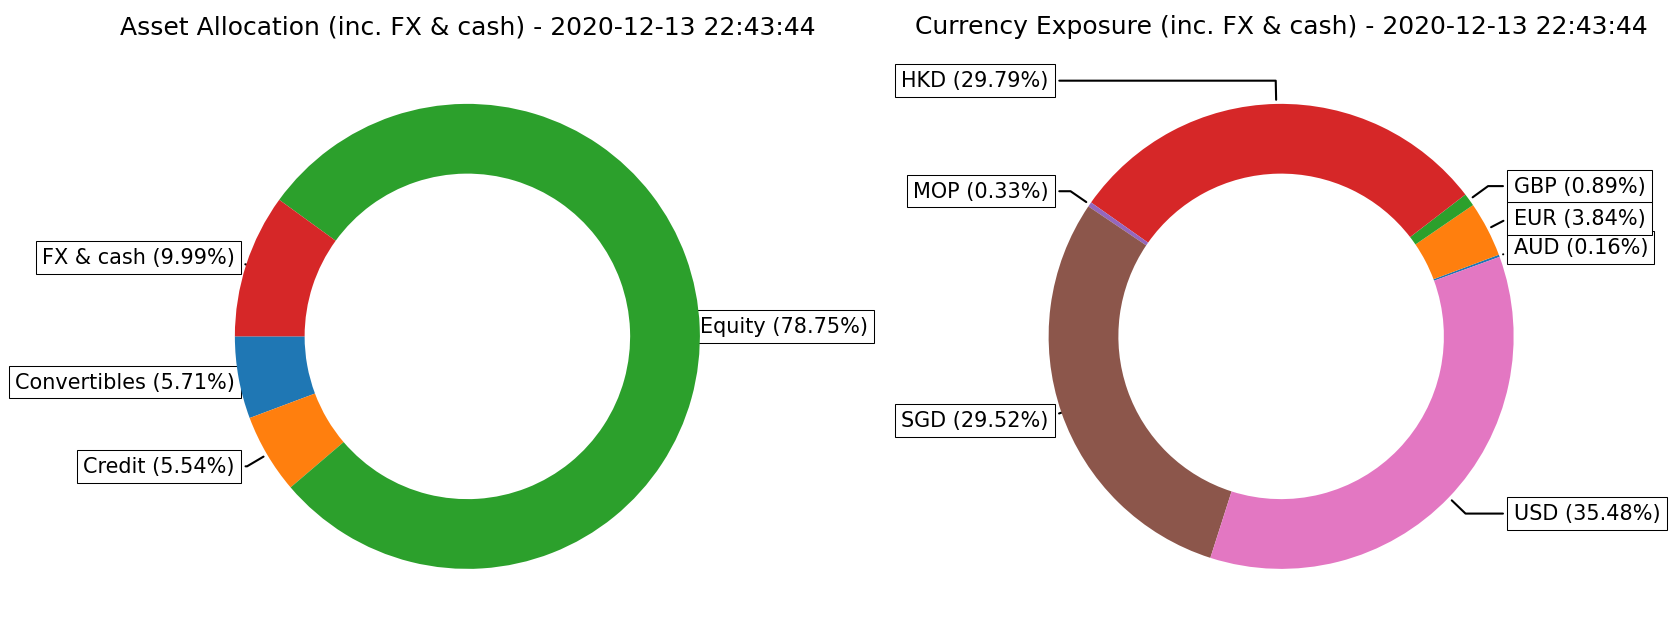 Asset Allocation (inc. FX & cash) - 2020-12-13 22:43:44
FX & cash (9.99%)
Equity (78.75%)
Convertibles (5.71%)
Credit (5.54%)
Currency Exposure (inc. FX & cash) - 2020-12-13 22:43:44
HKD (29.79%)
MOP (0.33%)
GBP (0.89%)
EUR (3.84%)
AUD (0.16%)
SGD (29.52%)
USD (35.48%)